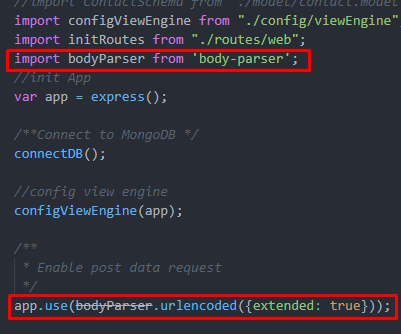 //import ContactSchema from "./model/contact.model
import configViewEngine from "./config/viewEngine"
import initRoutes from "./routes/web";
import bodyParser from 'body-parser';
//init App
var app = express();
/**Connect to MongoDB */
connectDB();
//config view engine
configViewEngine(app);
/**
* Enable post data request
*/
app.use(bodyParser.urlencoded({extended: true}));